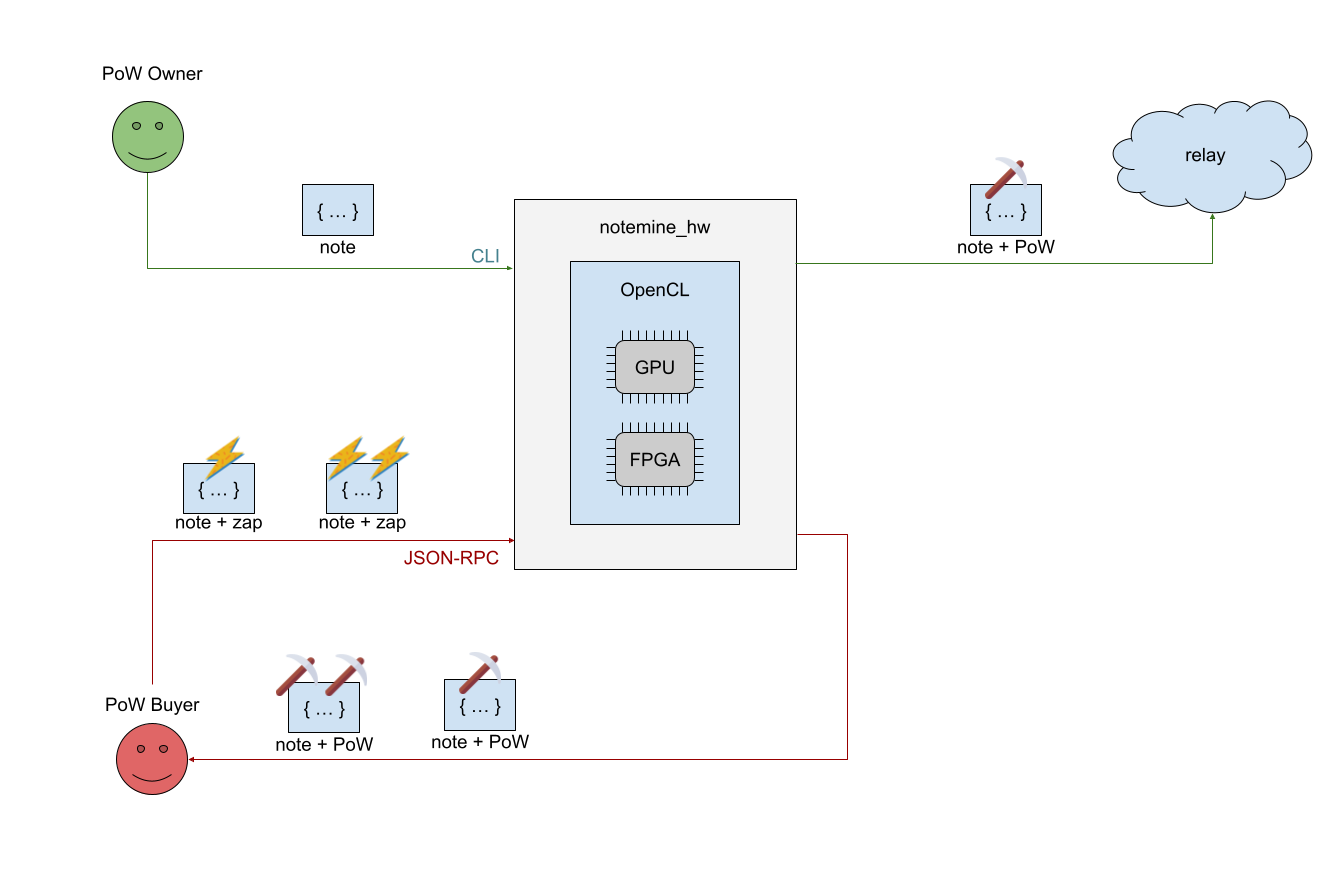 PoW Owner
{ ... }
note
CLI
notemine_hw
OpenCL
GPU
FPGA
{ ... }
note + PoW
relay
{ ... }
note + zap
{ ... }
note + zap
JSON-RPC
PoW Buyer
{ ... }
note + PoW
{ ... }
note + PoW